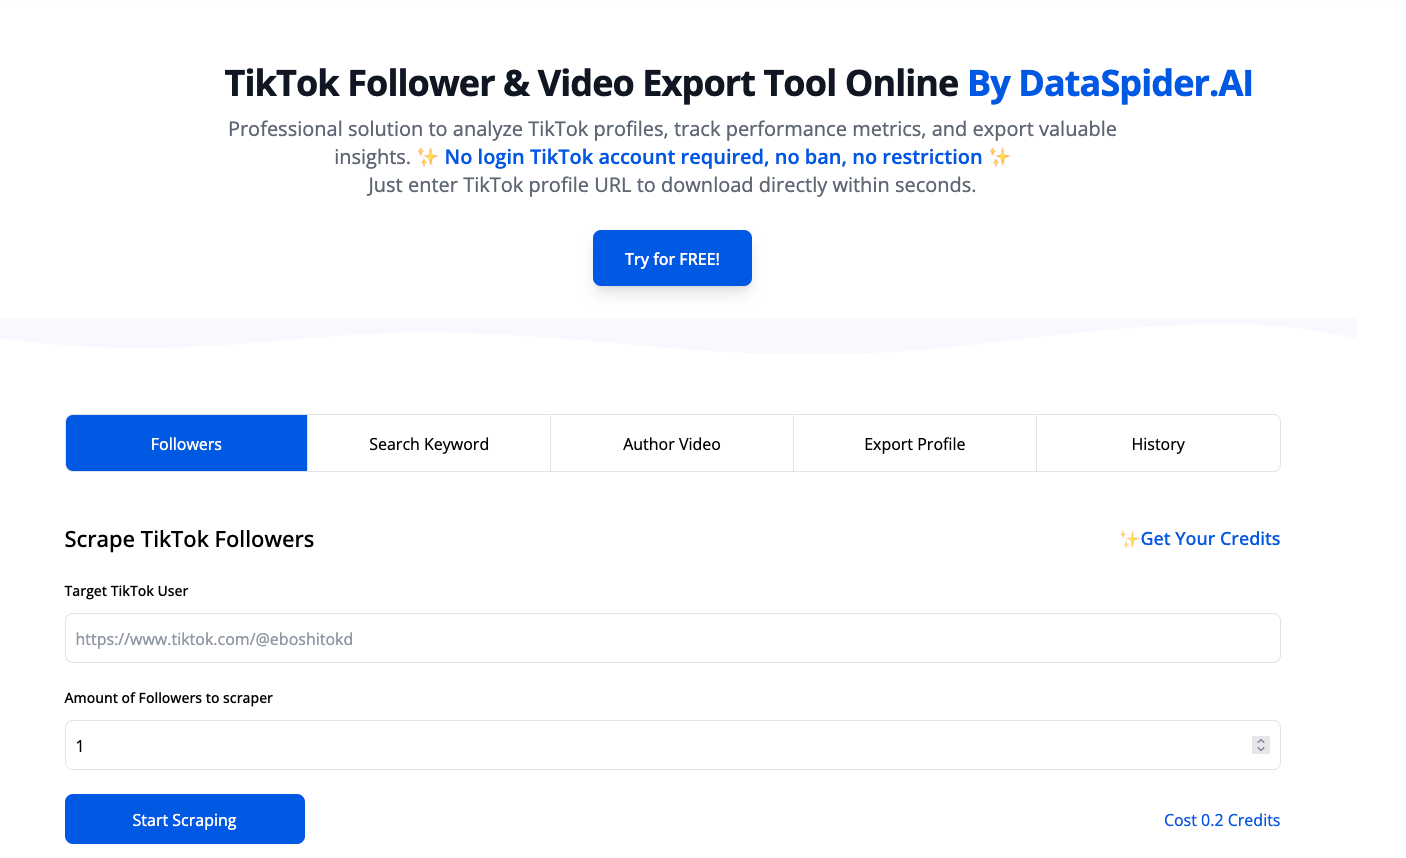 TikTok Follower & Video Export Tool Online By DataSpider.AI
Professional solution to analyze TikTok profiles, track performance metrics, and export valuable
insights. ✨ No login TikTok account required, no ban, no restriction ✨
Just enter TikTok profile URL to download directly within seconds.
Try for FREE!
Followers
Search Keyword
Author Video
Export Profile
History
Scrape TikTok Followers
✨Get Your Credits
Target TikTok User
https://www.tiktok.com/@eboshitokd
Amount of Followers to scraper
1
Start Scraping
Cost 0.2 Credits